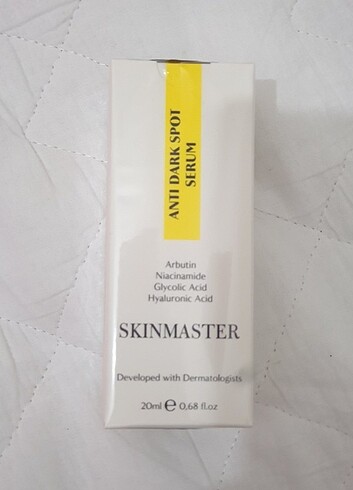 ANTI DARK SPOT
SERUM
Arbutin
Niacinamide
Glycolic Acid
Hyaluronic Acid
SKINMASTER
Developed with Dermatologists
20ml ℮ 0,68 fl.oz